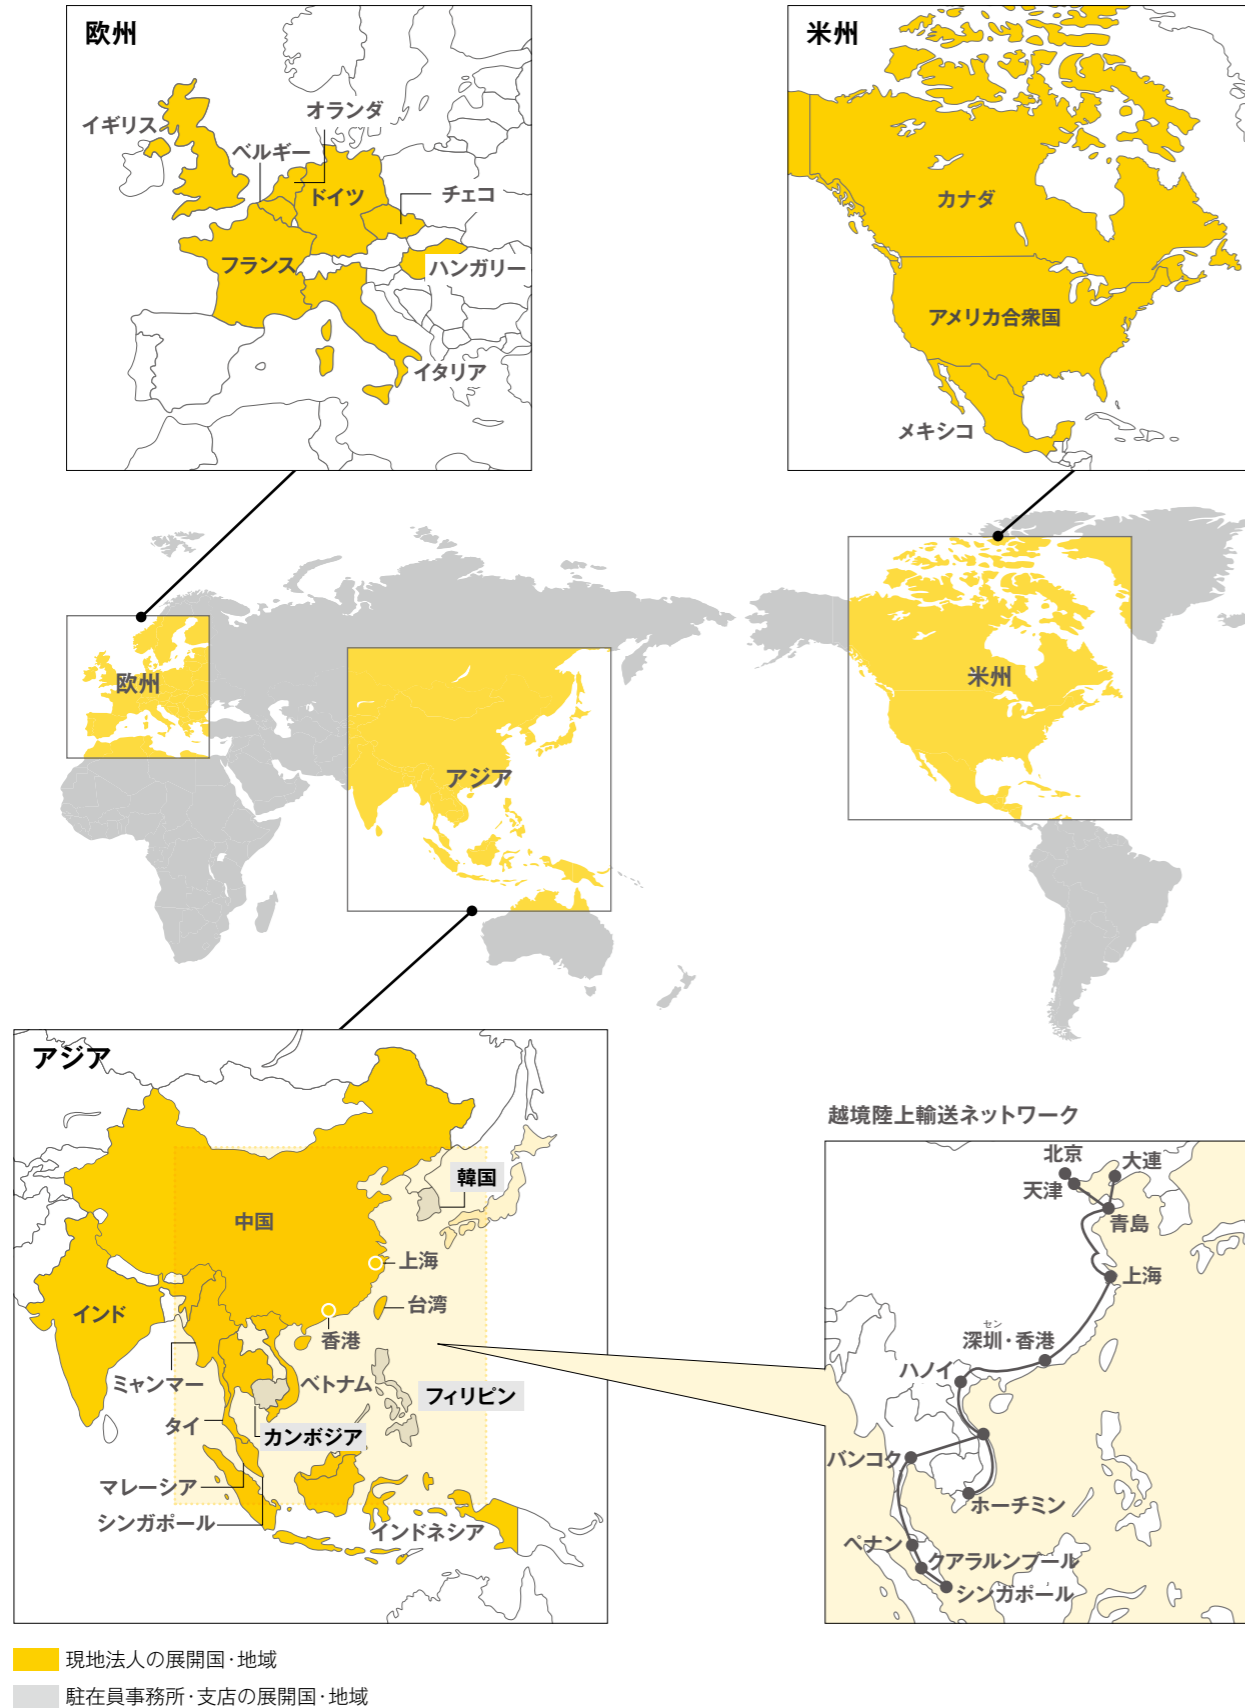 欧州
イギリス
オランダ
ベルギー
ドイツ
チェコ
フランス
ハンガリー
イタリア
米州
カナダ
アメリカ合衆国
メキシコ
欧州
アジア
米州
アジア
韓国
中国
上海
台湾
香港
インド
ミャンマー
ベトナム
フィリピン
タイ
カンボジア
マレーシア
シンガポール
インドネシア
越境陸上輸送ネットワーク
北京
大連
天津
青島
上海
セン
深圳・香港
ハノイ
バンコク
ホーチミン
ペナン
クアラルンプール
シンガポール
現地法人の展開国・地域
駐在員事務所・支店の展開国・地域